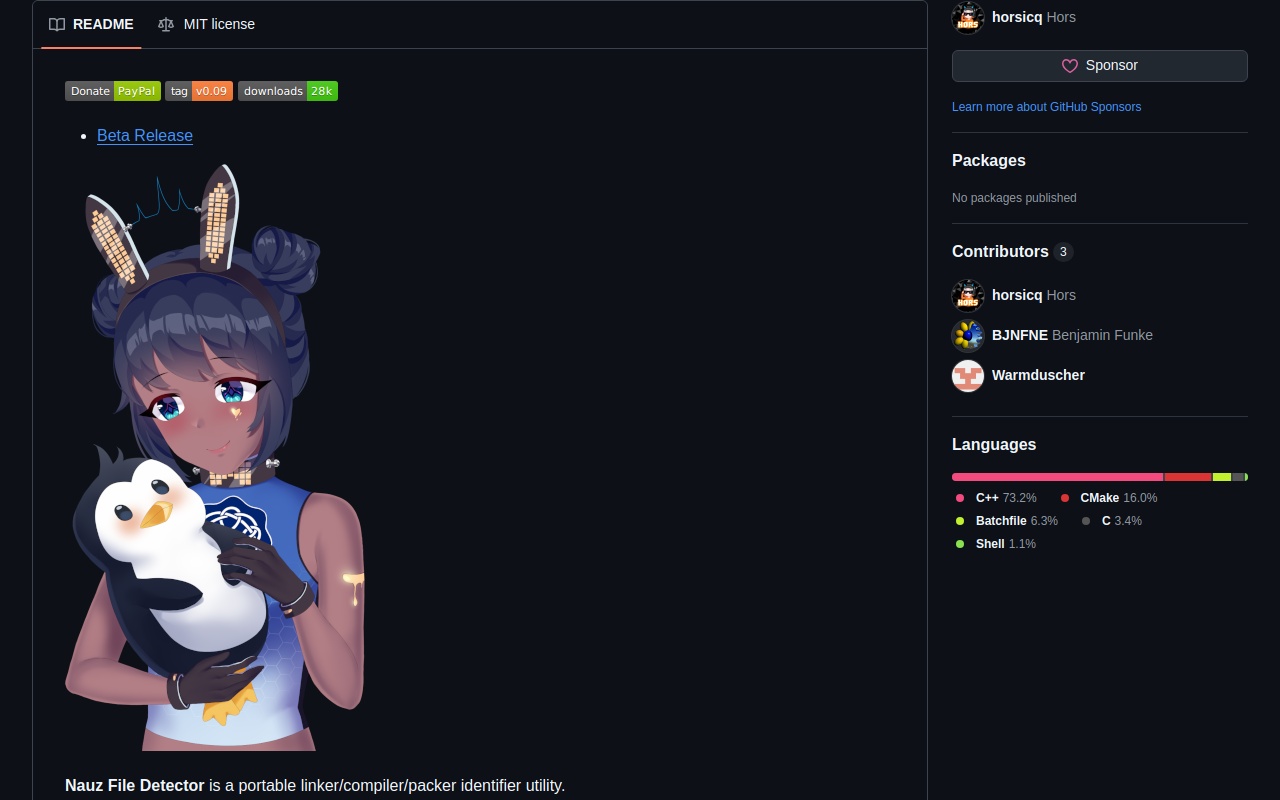 README MIT license
Donate PayPal tag v0.09 downloads 28k
Beta Release
Nauz File Detector is a portable linker/compiler/packer identifier utility.
HORS horsicq Hors
Sponsor
Learn more about GitHub Sponsors
Packages
No packages published
Contributors 3
HORS horsicq Hors
BJNFNE Benjamin Funke
Warmduscher
Languages
C++ 73.2% CMake 16.0%
Batchfile 6.3% C 3.4%
Shell 1.1%